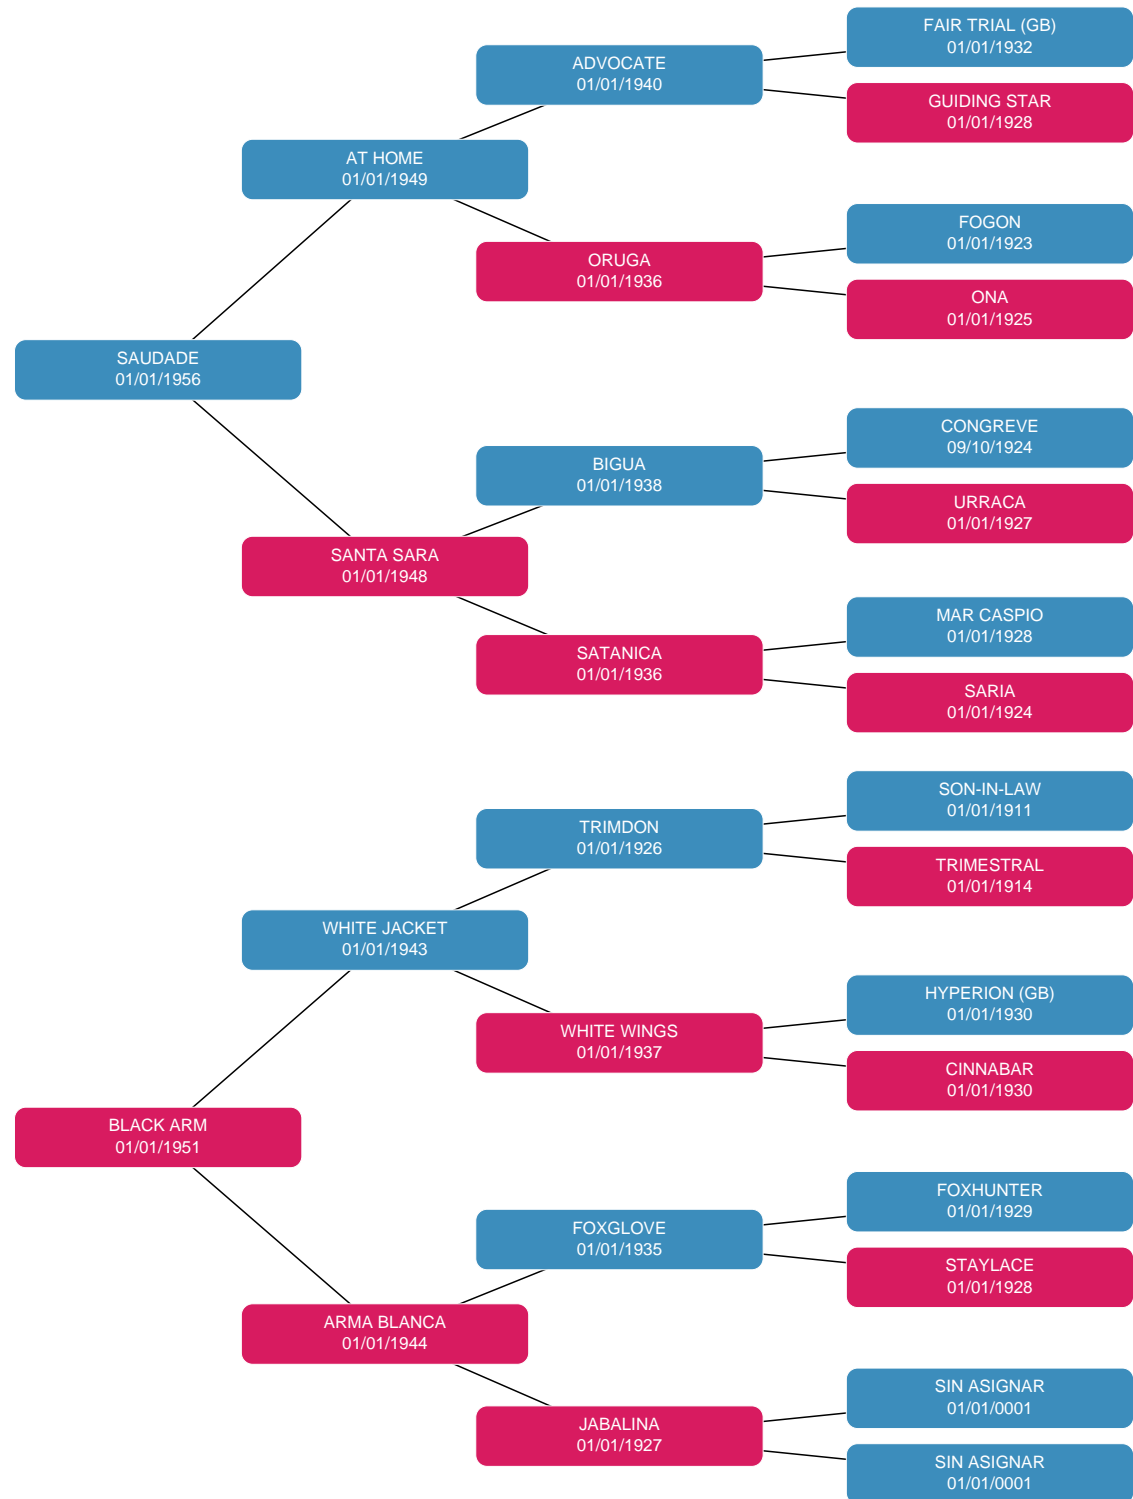 FAIR TRIAL (GB)
01/01/1932
ADVOCATE
01/01/1940
GUIDING STAR
01/01/1928
AT HOME
01/01/1949
FOGON
01/01/1923
ORUGA
01/01/1936
ONA
01/01/1925
SAUDADE
01/01/1956
CONGREVE
09/10/1924
BIGUA
01/01/1938
URRACA
01/01/1927
SANTA SARA
01/01/1948
MAR CASPIO
01/01/1928
SATANICA
01/01/1936
SARIA
01/01/1924
SON-IN-LAW
01/01/1911
TRIMDON
01/01/1926
TRIMESTRAL
01/01/1914
WHITE JACKET
01/01/1943
HYPERION (GB)
01/01/1930
WHITE WINGS
01/01/1937
CINNABAR
01/01/1930
BLACK ARM
01/01/1951
FOXHUNTER
01/01/1929
FOXGLOVE
01/01/1935
STAYLACE
01/01/1928
ARMA BLANCA
01/01/1944
SIN ASIGNAR
01/01/0001
JABALINA
01/01/1927
SIN ASIGNAR
01/01/0001